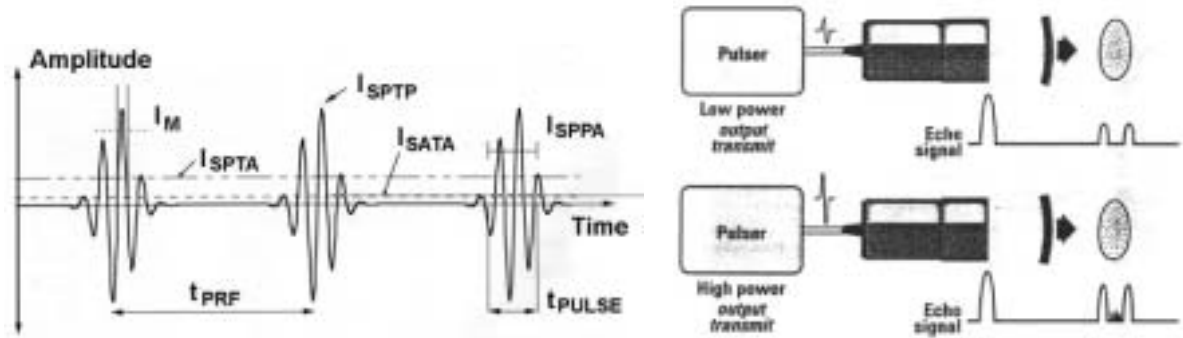 Amplitude
I_SPTP
I_M
I_SPPA
I_SATA
I_SPTA
Time
t_PRF
t_PULSE
Pulser
Low power
output
transmit
Echo
signal
Pulser
High power
output
transmit
Echo
signal